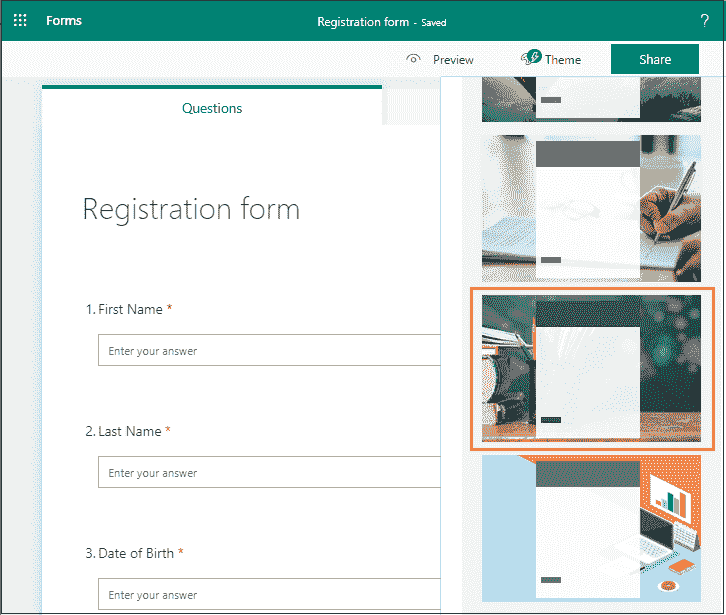 Forms
Registration form - Saved
?
Preview
Theme
Share
Questions
Registration form
1. First Name *
Enter your answer
2. Last Name *
Enter your answer
3. Date of Birth *
Enter your answer